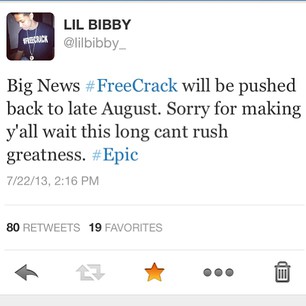 LIL BIBBY
@lilbibby_
Big News #FreeCrack will be pushed
back to late August. Sorry for making
y'all wait this long cant rush
greatness. #Epic
7/22/13, 2:16 PM
80 RETWEETS 19 FAVORITES